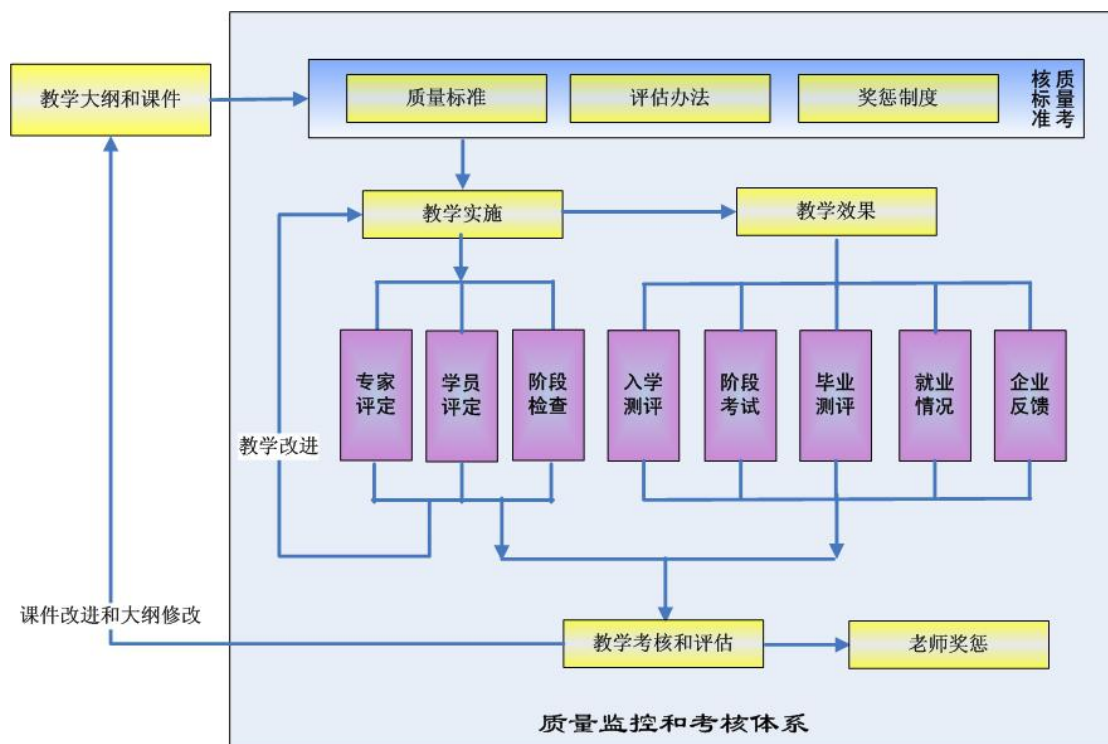 教学大纲和课件
质量标准
评估办法
奖惩制度
质量考
核标准
教学实施
教学效果
专家
评定
学员
评定
阶段
检查
入学
测评
阶段
考试
毕业
测评
就业
情况
企业
反馈
教学改进
课件改进和大纲修改
教学考核和评估
老师奖惩
质量监控和考核体系